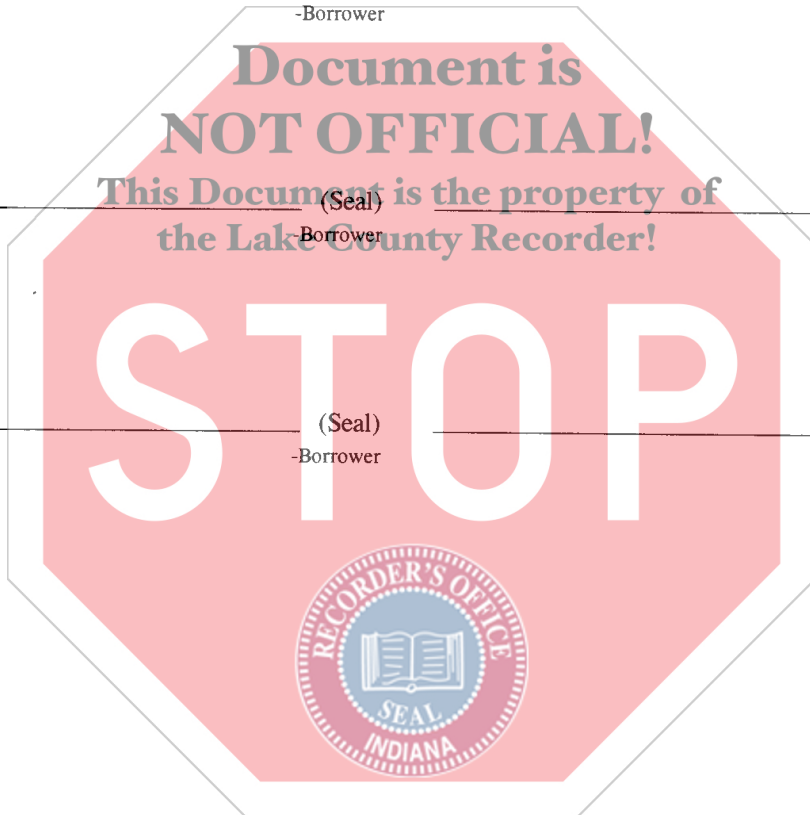 -Borrower
Document is
NOT OFFICIAL!
This Document is the property of
(Seal)
the Lake County Recorder!
-Borrower
STOP
(Seal)
-Borrower
RECORDER'S OFFICE
SEAL
INDIANA